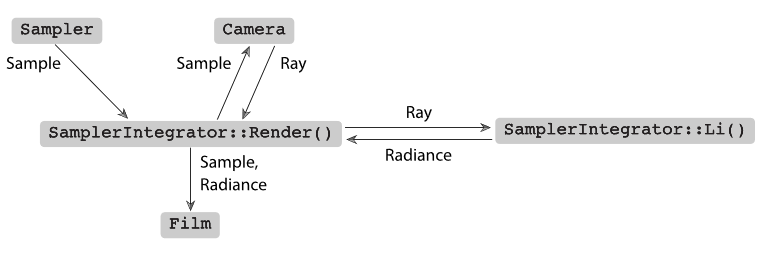 Sampler
Camera
Sample
Sample
Ray
SamplerIntegrator::Render()
Ray
Radiance
SamplerIntegrator::Li()
Sample,
Radiance
Film